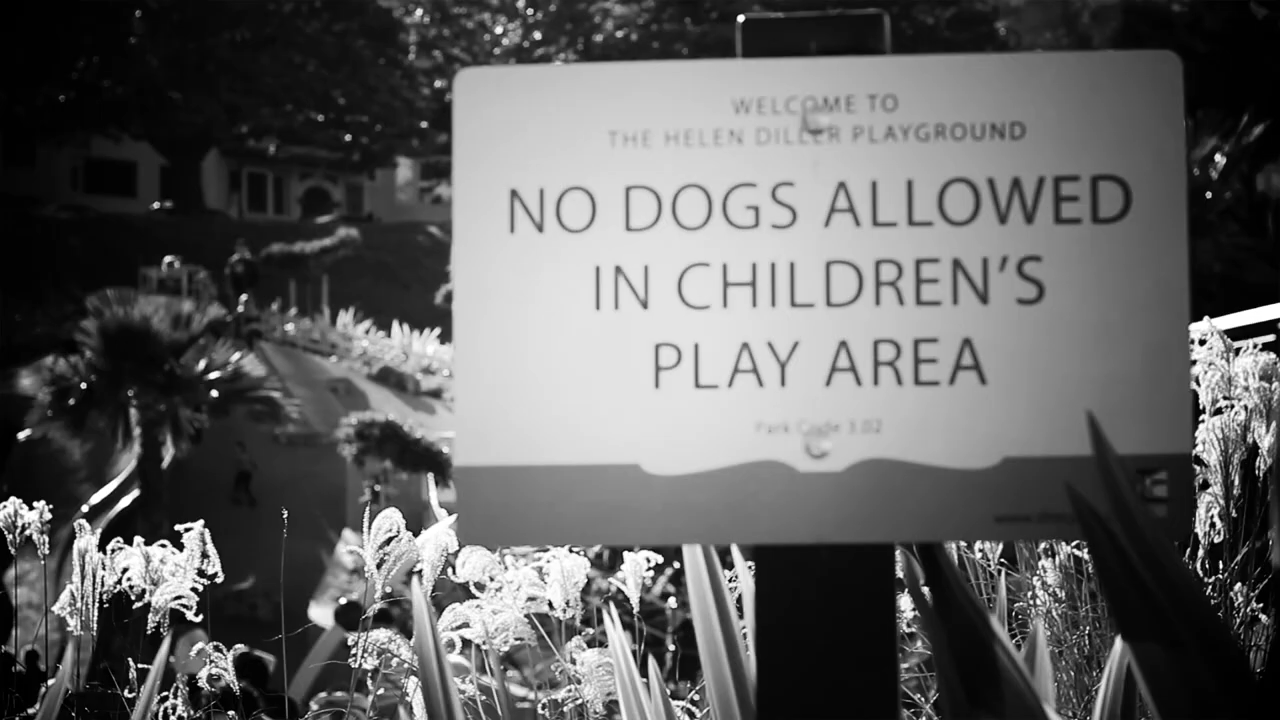 WELCOME TO
THE HELEN DILLER PLAYGROUND
NO DOGS ALLOWED
IN CHILDREN'S
PLAY AREA
Park Code 3.02